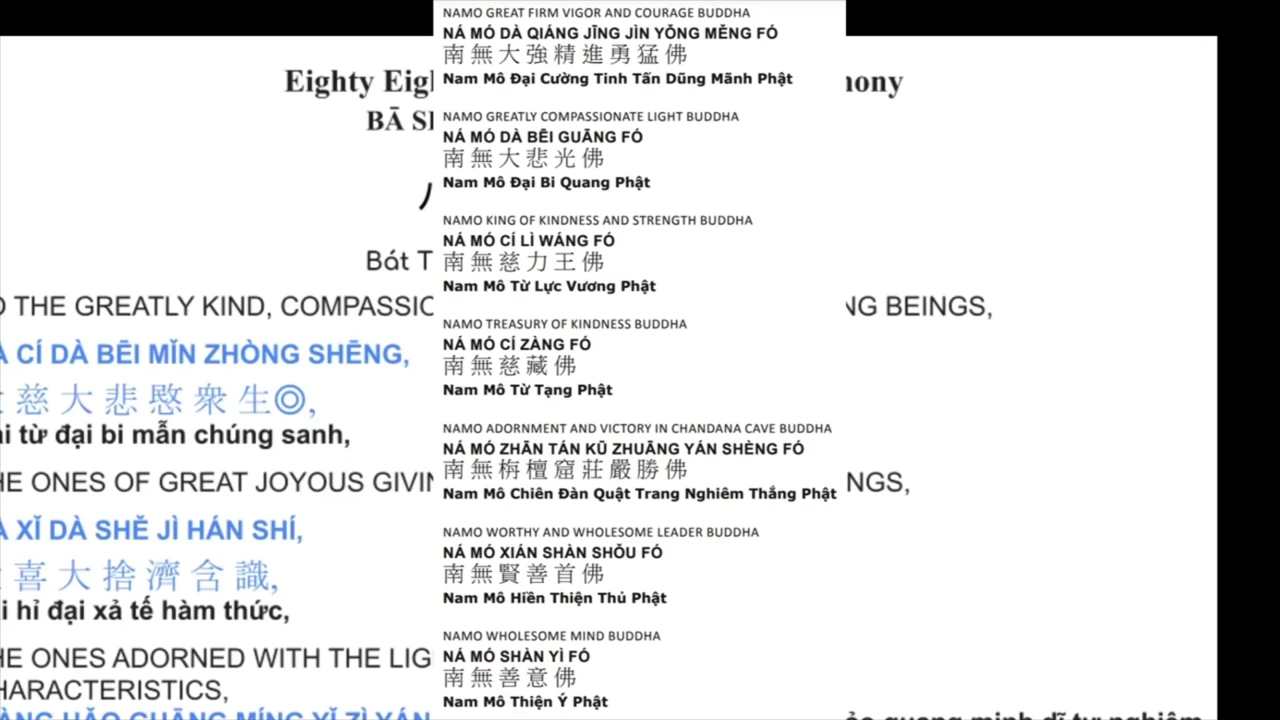 NAMO GREAT FIRM VIGOR AND COURAGE BUDDHA
NÁ MÓ DÀ QIÁNG JĪNG JÌN YǑNG MĚNG FÓ
南無大強精進勇猛佛
Nam Mô Đại Cường Tinh Tấn Dũng Mãnh Phật
NAMO GREATLY COMPASSIONATE LIGHT BUDDHA
NÁ MÓ DÀ BĒI GUĀNG FÓ
南無大悲光佛
Nam Mô Đại Bi Quang Phật
NAMO KING OF KINDNESS AND STRENGTH BUDDHA
NÁ MÓ CÍ LÌ WÁNG FÓ
南無慈力王佛
Nam Mô Từ Lực Vương Phật
NAMO TREASURY OF KINDNESS BUDDHA
NÁ MÓ CÍ ZÀNG FÓ
南無慈藏佛
Nam Mô Từ Tạng Phật
NAMO ADORNMENT AND VICTORY IN CHANDANA CAVE BUDDHA
NÁ MÓ ZHĀN TÁN KŪ ZHUĀNG YÁN SHÈNG FÓ
南無栴檀窟莊嚴勝佛
Nam Mô Chiên Đàn Quật Trang Nghiêm Thắng Phật
NAMO WORTHY AND WHOLESOME LEADER BUDDHA
NÁ MÓ XIÁN SHÀN SHǑU FÓ
南無賢善首佛
Nam Mô Hiền Thiện Thủ Phật
NAMO WHOLESOME MIND BUDDHA
NÁ MÓ SHÀN YÌ FÓ
南無善意佛
Nam Mô Thiện Ý Phật
Eighty
BĀ
Bát
THE GREATLY KIND, BEINGS,
CÍ DÀ BĒI MǏN ZHÒNG SHĒNG,
慈大悲愍衆生◎,
từ đại bi mẫn chúng sanh,
ONES OF GREAT JOYOUS
XǏ DÀ SHĚ JÌ HÁN SHÍ,
喜大捨濟含識,
hỉ đại xả tế hàm thức,
ONES ADORNED WITH THE
HǍO GUĀNG MÍNG YǏ ZÌ quang minh dĩ tự nghiêm